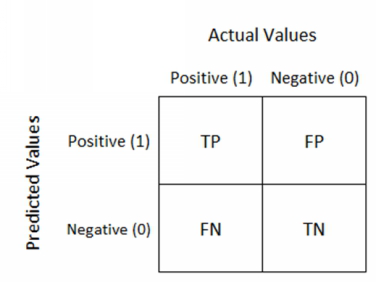 Actual Values
Positive (1) Negative (0)
Predicted Values
Positive (1) TP FP
Negative (0) FN TN